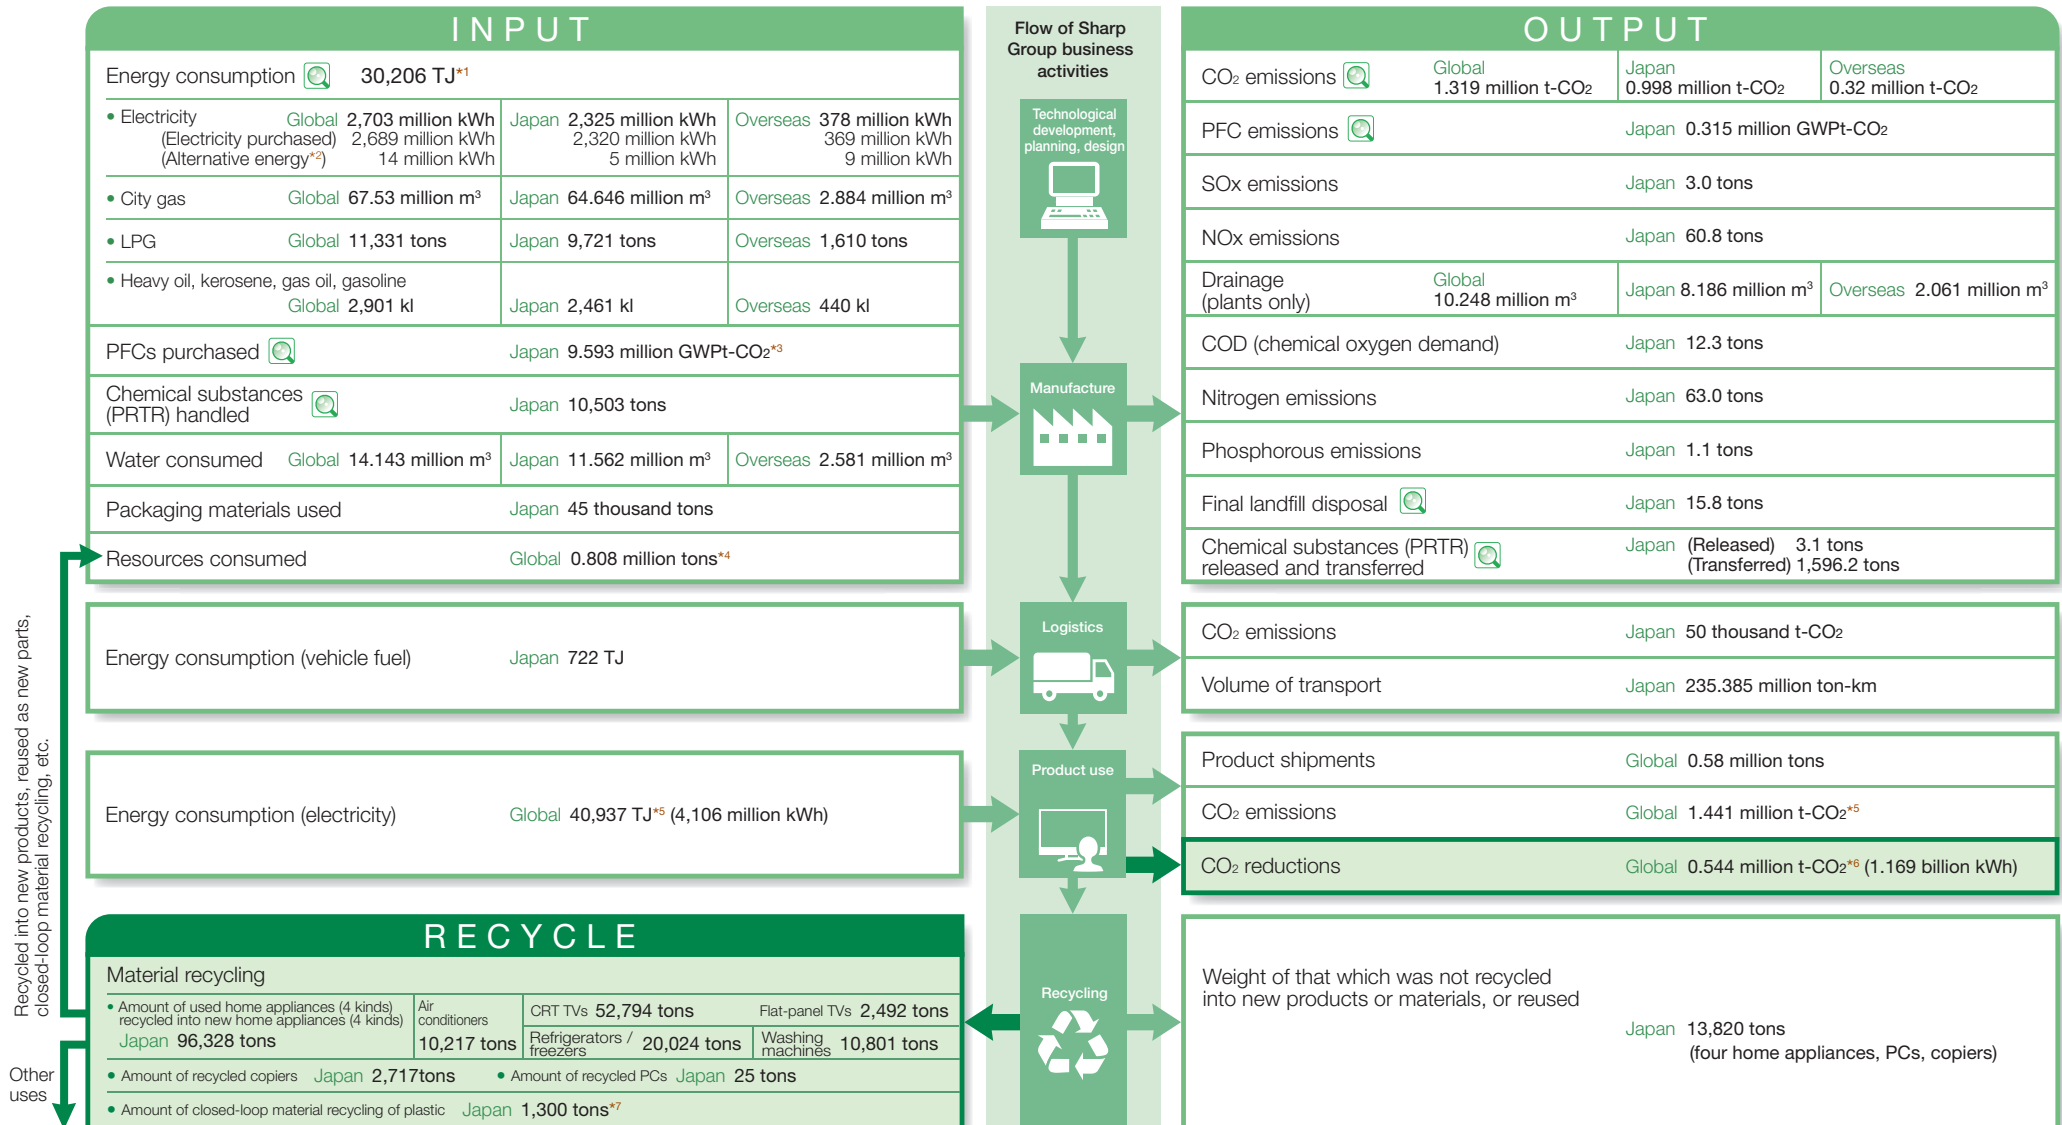 INPUT
Energy consumption 30,206 TJ*1
• Electricity Global 2,703 million kWh Japan 2,325 million kWh Overseas 378 million kWh
(Electricity purchased) 2,689 million kWh 2,320 million kWh 369 million kWh
(Alternative energy*2) 14 million kWh 5 million kWh 9 million kWh
• City gas Global 67.53 million m³ Japan 64.646 million m³ Overseas 2.884 million m³
• LPG Global 11,331 tons Japan 9,721 tons Overseas 1,610 tons
• Heavy oil, kerosene, gas oil, gasoline
Global 2,901 kl Japan 2,461 kl Overseas 440 kl
PFCs purchased Japan 9.593 million GWPt-CO2*3
Chemical substances
(PRTR) handled Japan 10,503 tons
Water consumed Global 14.143 million m³ Japan 11.562 million m³ Overseas 2.581 million m³
Packaging materials used Japan 45 thousand tons
Resources consumed Global 0.808 million tons*4
Energy consumption (vehicle fuel) Japan 722 TJ
Energy consumption (electricity) Global 40,937 TJ*5 (4,106 million kWh)
Flow of Sharp
Group business
activities
Technological
development,
planning, design
Manufacture
Logistics
Product use
Recycling
OUTPUT
CO2 emissions
Global
1.319 million t-CO2
Japan
0.998 million t-CO2
Overseas
0.32 million t-CO2
PFC emissions Japan 0.315 million GWPt-CO2
SOx emissions Japan 3.0 tons
NOx emissions Japan 60.8 tons
Drainage
(plants only)
Global
10.248 million m³
Japan 8.186 million m³ Overseas 2.061 million m³
COD (chemical oxygen demand) Japan 12.3 tons
Nitrogen emissions Japan 63.0 tons
Phosphorous emissions Japan 1.1 tons
Final landfill disposal Japan 15.8 tons
Chemical substances (PRTR)
released and transferred
Japan (Released) 3.1 tons
(Transferred) 1,596.2 tons
CO2 emissions Japan 50 thousand t-CO2
Volume of transport Japan 235.385 million ton-km
Product shipments Global 0.58 million tons
CO2 emissions Global 1.441 million t-CO2*5
CO2 reductions Global 0.544 million t-CO2*6 (1.169 billion kWh)
Weight of that which was not recycled
into new products or materials, or reused
Japan 13,820 tons
(four home appliances, PCs, copiers)
RECYCLE
Material recycling
• Amount of used home appliances (4 kinds)
recycled into new home appliances (4 kinds)
Japan 96,328 tons
Air
conditioners
10,217 tons
CRT TVs 52,794 tons Flat-panel TVs 2,492 tons
Refrigerators /
freezers 20,024 tons
Washing
machines 10,801 tons
• Amount of recycled copiers Japan 2,717tons • Amount of recycled PCs Japan 25 tons
• Amount of closed-loop material recycling of plastic Japan 1,300 tons*7
Recycled into new products, reused as new parts,
closed-loop material recycling, etc.
Other
uses